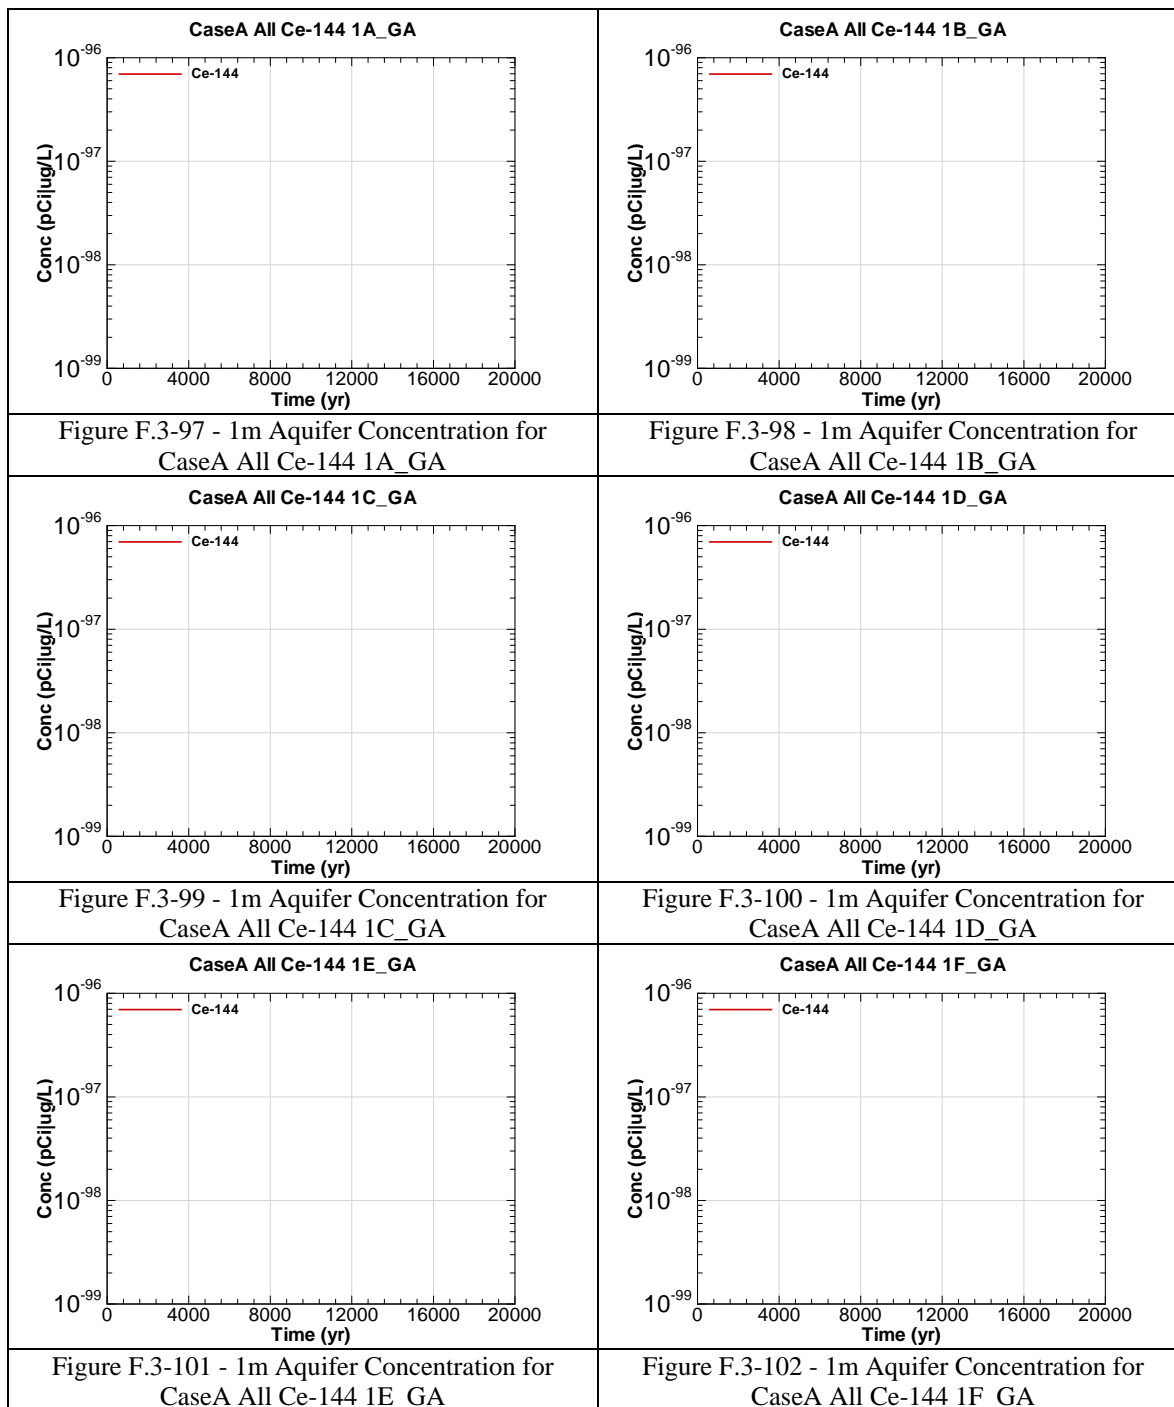 CaseA All Ce-144 1A_GA
10-96
Ce-144
10-97
10-98
10-99
Conc (pCi|ug/L)
0 4000 8000 12000 16000 20000
Time (yr)
Figure F.3-97 - 1m Aquifer Concentration for
CaseA All Ce-144 1A_GA
CaseA All Ce-144 1B_GA
10-96
Ce-144
10-97
10-98
10-99
Conc (pCi|ug/L)
0 4000 8000 12000 16000 20000
Time (yr)
Figure F.3-98 - 1m Aquifer Concentration for
CaseA All Ce-144 1B_GA
CaseA All Ce-144 1C_GA
10-96
Ce-144
10-97
10-98
10-99
Conc (pCi|ug/L)
0 4000 8000 12000 16000 20000
Time (yr)
Figure F.3-99 - 1m Aquifer Concentration for
CaseA All Ce-144 1C_GA
CaseA All Ce-144 1D_GA
10-96
Ce-144
10-97
10-98
10-99
Conc (pCi|ug/L)
0 4000 8000 12000 16000 20000
Time (yr)
Figure F.3-100 - 1m Aquifer Concentration for
CaseA All Ce-144 1D_GA
CaseA All Ce-144 1E_GA
10-96
Ce-144
10-97
10-98
10-99
Conc (pCi|ug/L)
0 4000 8000 12000 16000 20000
Time (yr)
Figure F.3-101 - 1m Aquifer Concentration for
CaseA All Ce-144 1E_GA
CaseA All Ce-144 1F_GA
10-96
Ce-144
10-97
10-98
10-99
Conc (pCi|ug/L)
0 4000 8000 12000 16000 20000
Time (yr)
Figure F.3-102 - 1m Aquifer Concentration for
CaseA All Ce-144 1F_GA